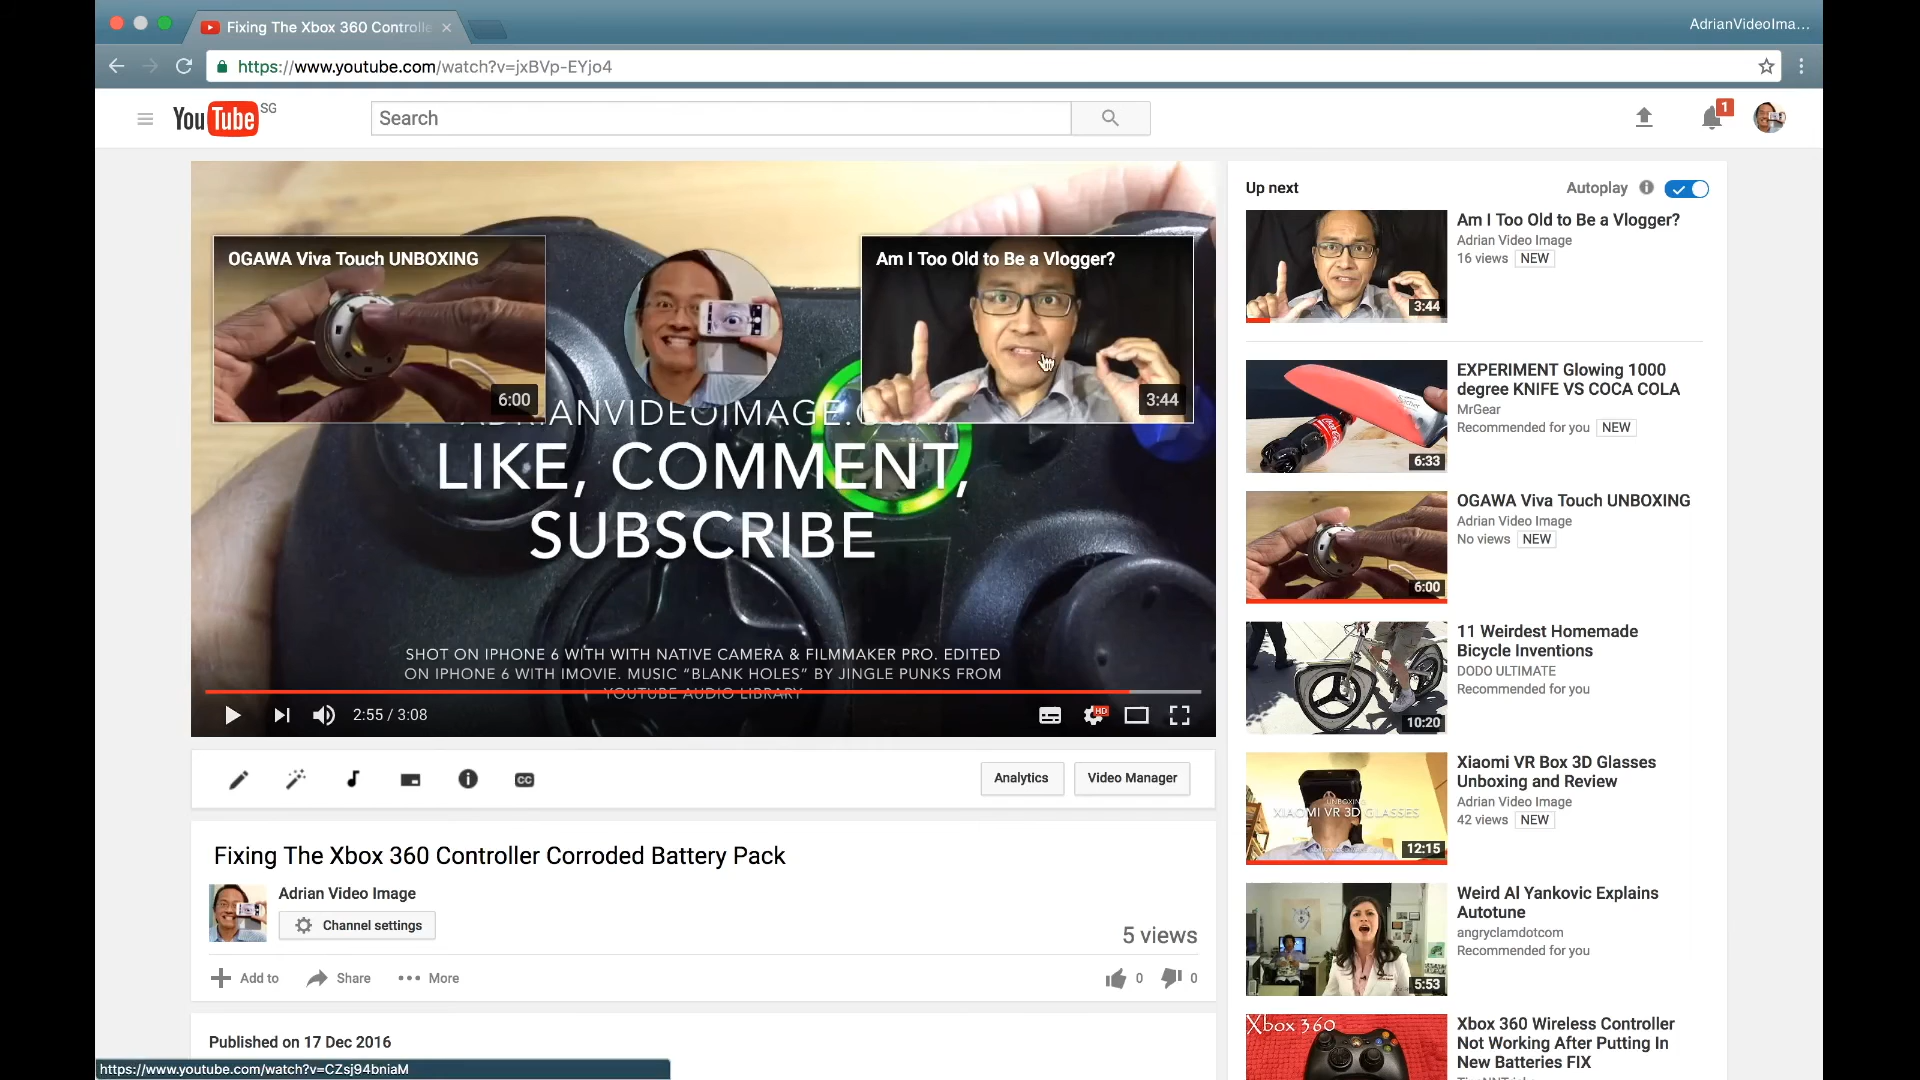 Fixing The Xbox 360 Controlle
AdrianVideoIma...
https://www.youtube.com/watch?v=jxBVp-EYjo4
YouTube SG
Search
1
OGAWA Viva Touch UNBOXING
6:00
Am I Too Old to Be a Vlogger?
3:44
LIKE, COMMENT,
SUBSCRIBE
SHOT ON IPHONE 6 WITH WITH NATIVE CAMERA & FILMMAKER PRO. EDITED
ON IPHONE 6 WITH IMOVIE. MUSIC “BLANK HOLES” BY JINGLE PUNKS FROM
YOUTUBE AUDIO LIBRARY
2:55 / 3:08
HD
CC
Analytics
Video Manager
Fixing The Xbox 360 Controller Corroded Battery Pack
Adrian Video Image
Channel settings
5 views
Add to
Share
More
0
0
Published on 17 Dec 2016
https://www.youtube.com/watch?v=CZsj94bniaM
Up next
Autoplay
Am I Too Old to Be a Vlogger?
Adrian Video Image
16 views NEW
3:44
EXPERIMENT Glowing 1000
degree KNIFE VS COCA COLA
MrGear
Recommended for you NEW
6:33
OGAWA Viva Touch UNBOXING
Adrian Video Image
No views NEW
6:00
11 Weirdest Homemade
Bicycle Inventions
DODO ULTIMATE
Recommended for you
10:20
Xiaomi VR Box 3D Glasses
Unboxing and Review
Adrian Video Image
42 views NEW
UNBOXING
XIAOMI VR 3D GLASSES
12:15
Weird Al Yankovic Explains
Autotune
angryclamdotcom
Recommended for you
5:53
Xbox 360
Xbox 360 Wireless Controller
Not Working After Putting In
New Batteries FIX